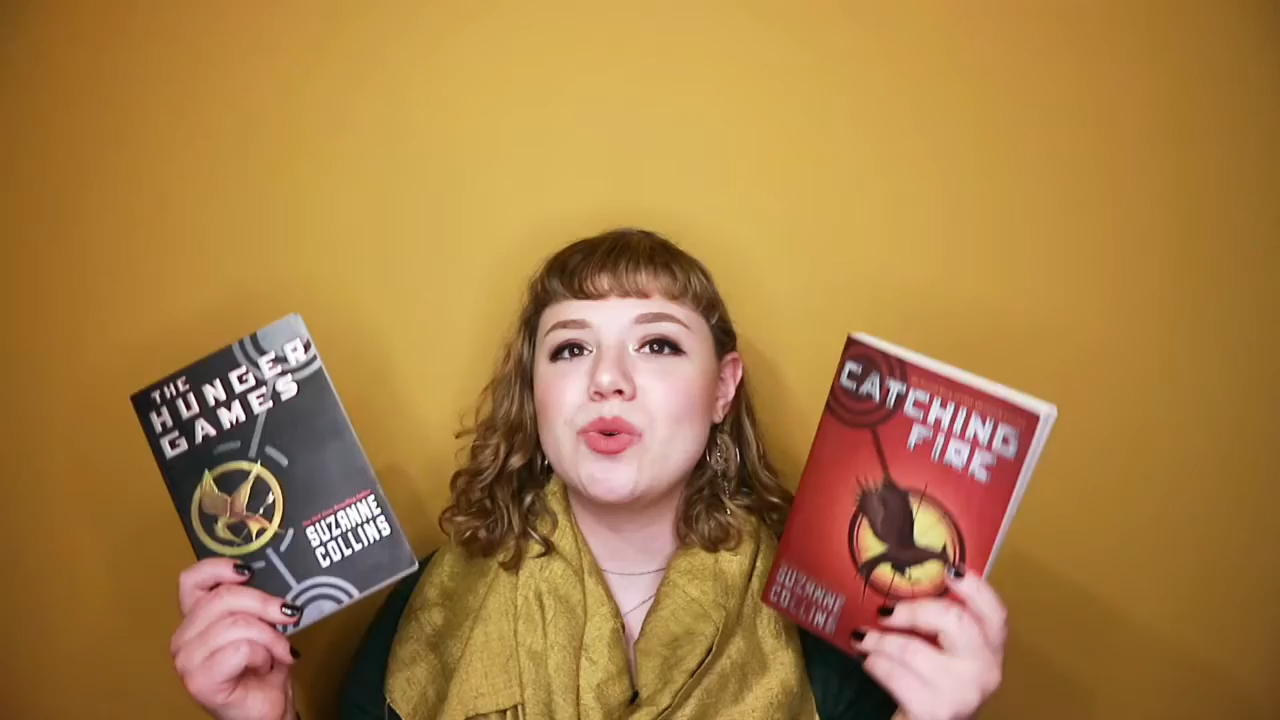 THE
HUNGER
GAMES
SUZANNE
COLLINS
CATCHING
FIRE
SUZANNE
COLLINS